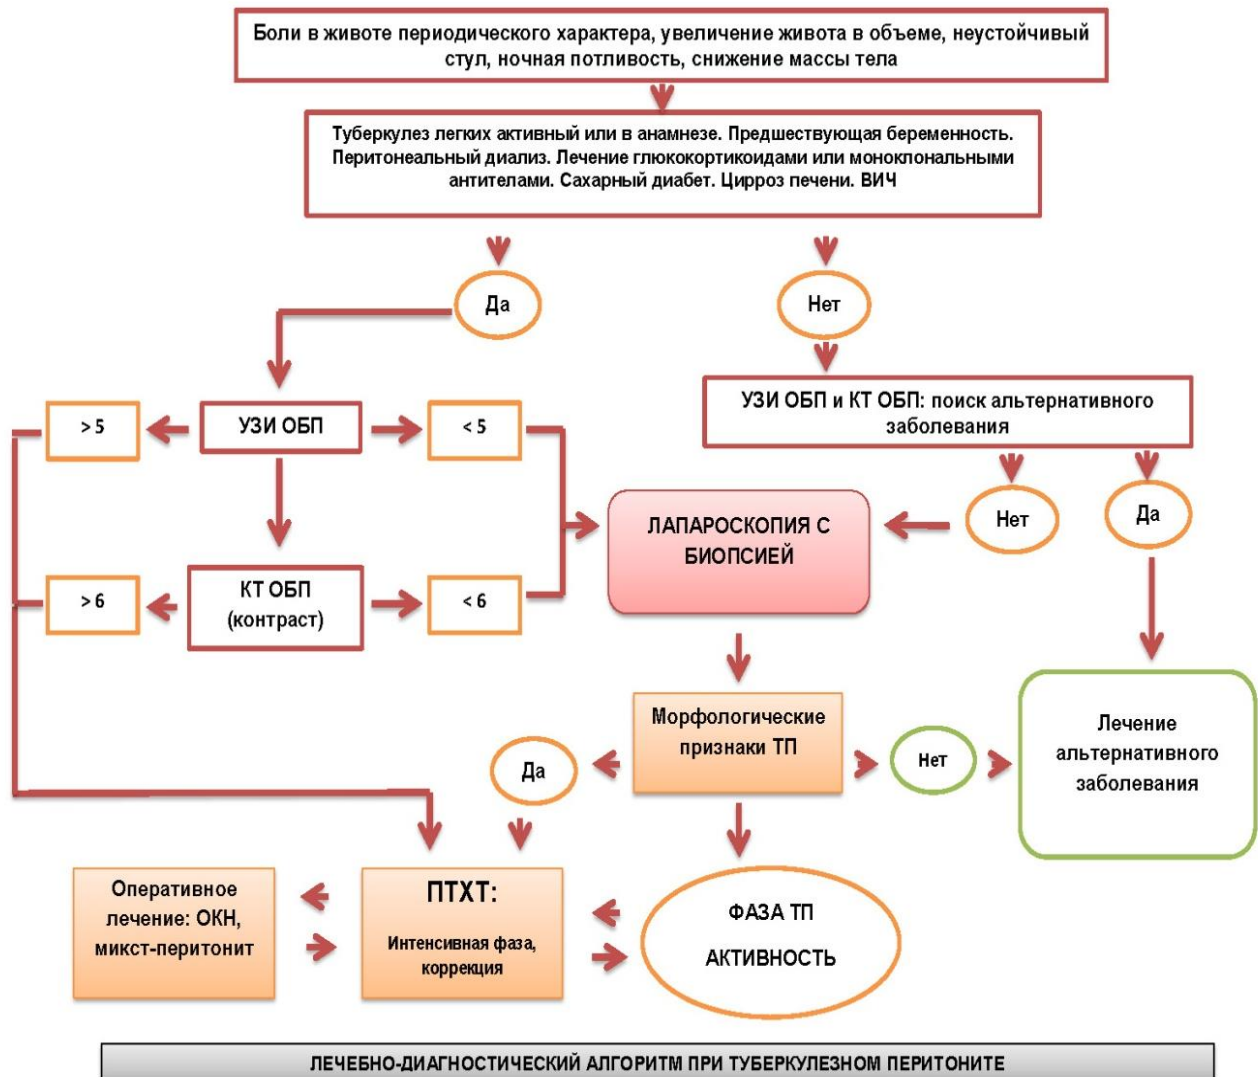 Боли в животе периодического характера, увеличение живота в объеме, неустойчивый
стул, ночная потливость, снижение массы тела
Туберкулез легких активный или в анамнезе. Предшествующая беременность.
Перитонеальный диализ. Лечение глюкокортикоидами или моноклональными
антителами. Сахарный диабет. Цирроз печени. ВИЧ
Да
Нет
УЗИ ОБП и КТ ОБП: поиск альтернативного
заболевания
> 5
УЗИ ОБП
< 5
Нет
Да
ЛАПАРОСКОПИЯ С
БИОПСИЕЙ
> 6
КТ ОБП
(контраст)
< 6
Морфологические
признаки ТП
Да
Нет
Лечение
альтернативного
заболевания
Оперативное
лечение: ОКН,
микст-перитонит
ПТХТ:
Интенсивная фаза,
коррекция
ФАЗА ТП
АКТИВНОСТЬ
ЛЕЧЕБНО-ДИАГНОСТИЧЕСКИЙ АЛГОРИТМ ПРИ ТУБЕРКУЛЕЗНОМ ПЕРИТОНИТЕ